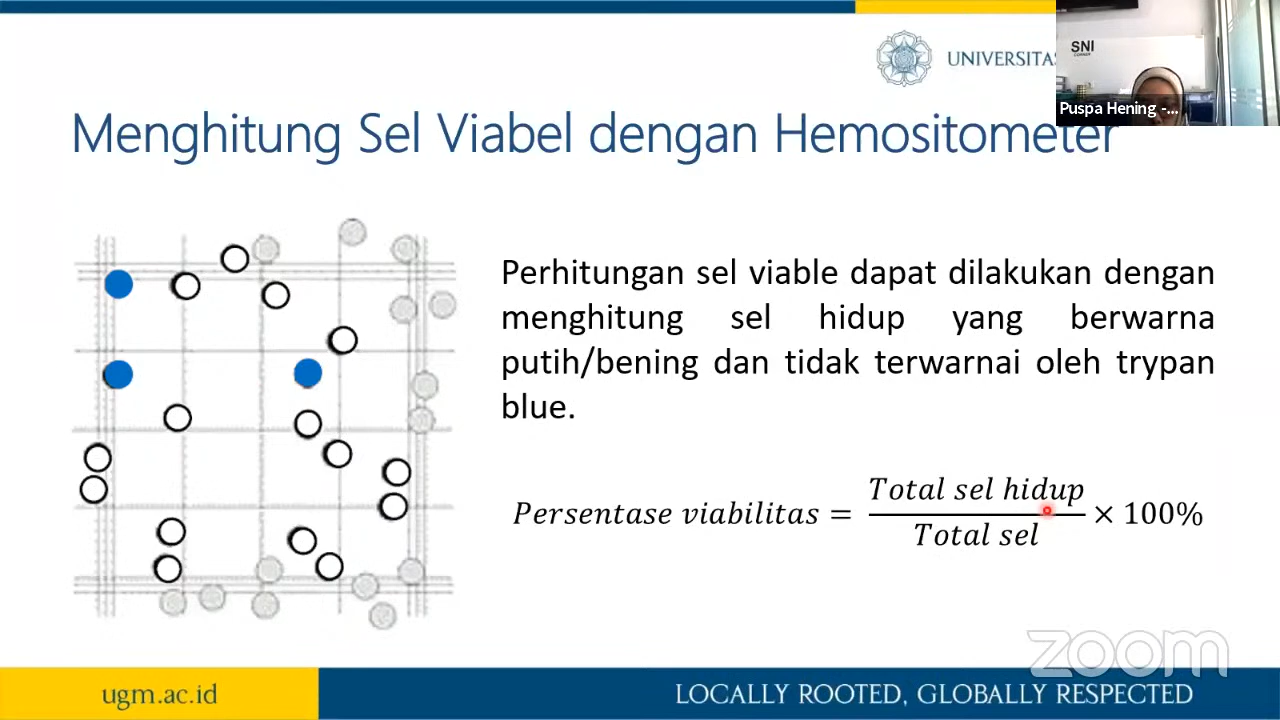 UNIVERSITAS
SNI
CORNER
Puspa Hening -...
Menghitung Sel Viabel dengan Hemositometer
Perhitungan sel viable dapat dilakukan dengan
menghitung sel hidup yang berwarna
putih/bening dan tidak terwarnai oleh trypan
blue.
Persentase viabilitas = Total sel hidup / Total sel × 100%
zoom
ugm.ac.id
LOCALLY ROOTED, GLOBALLY RESPECTED